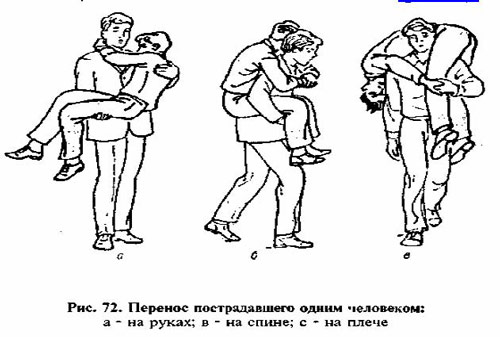 а б в
Рис. 72. Перенос пострадавшего одним человеком:
а - на руках; в - на спине; с - на плече